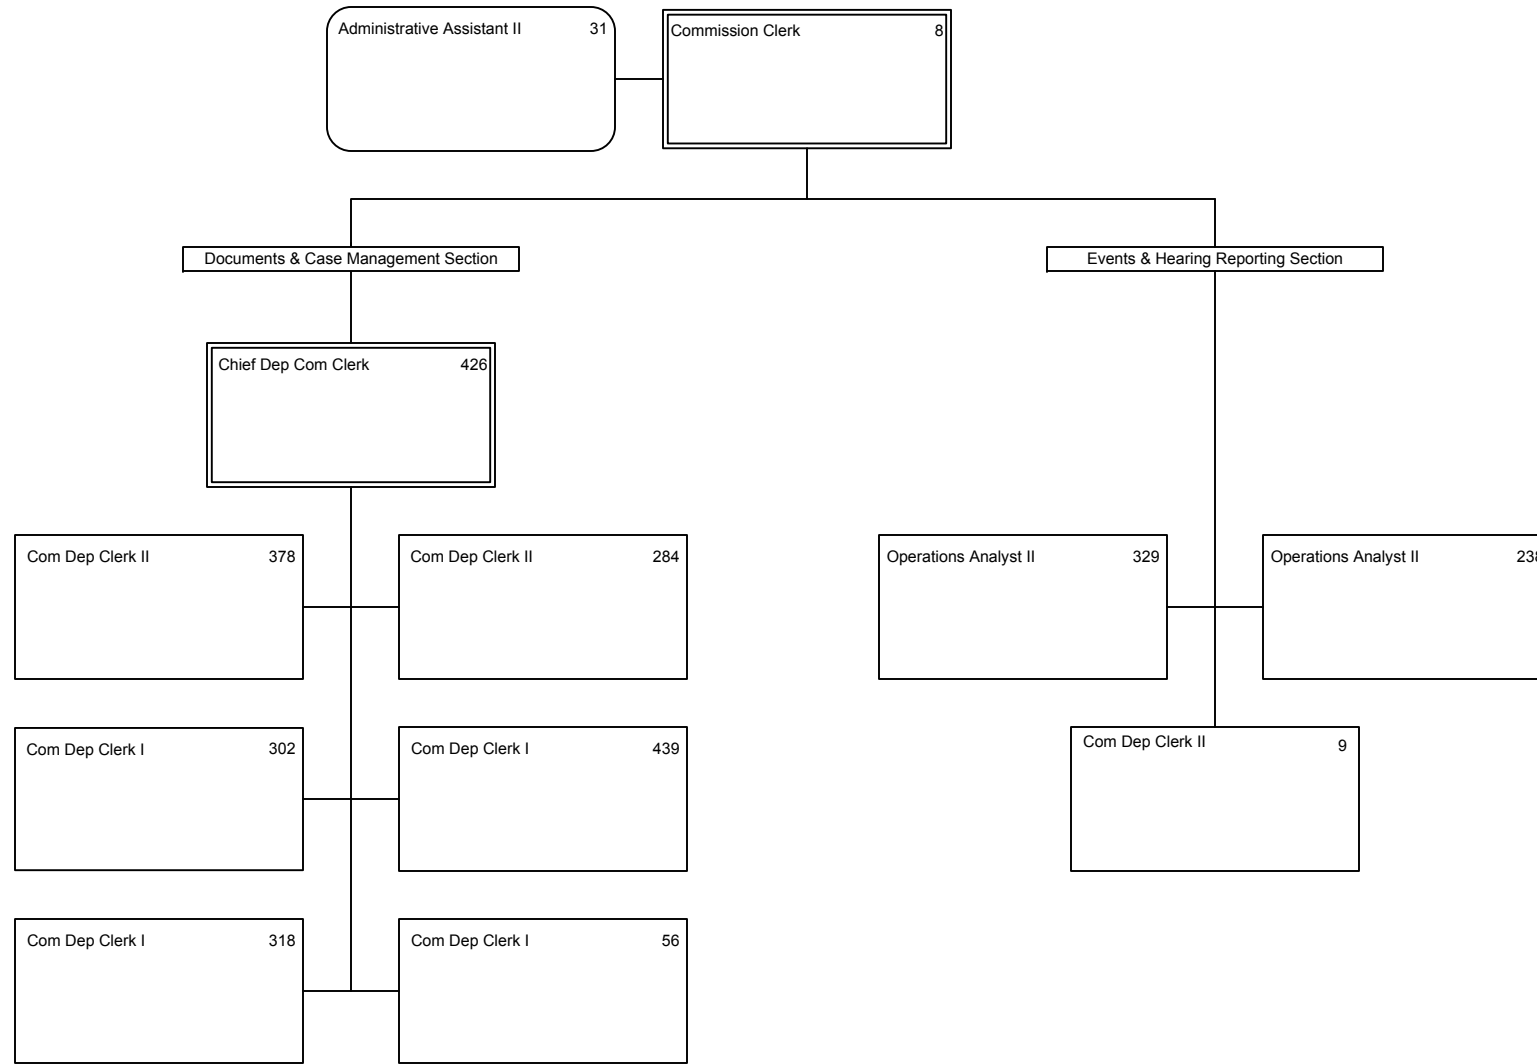 Administrative Assistant II 31
Commission Clerk 8
Documents & Case Management Section
Events & Hearing Reporting Section
Chief Dep Com Clerk 426
Com Dep Clerk II 378
Com Dep Clerk II 284
Operations Analyst II 329
Operations Analyst II 238
Com Dep Clerk I 302
Com Dep Clerk I 439
Com Dep Clerk II 9
Com Dep Clerk I 318
Com Dep Clerk I 56